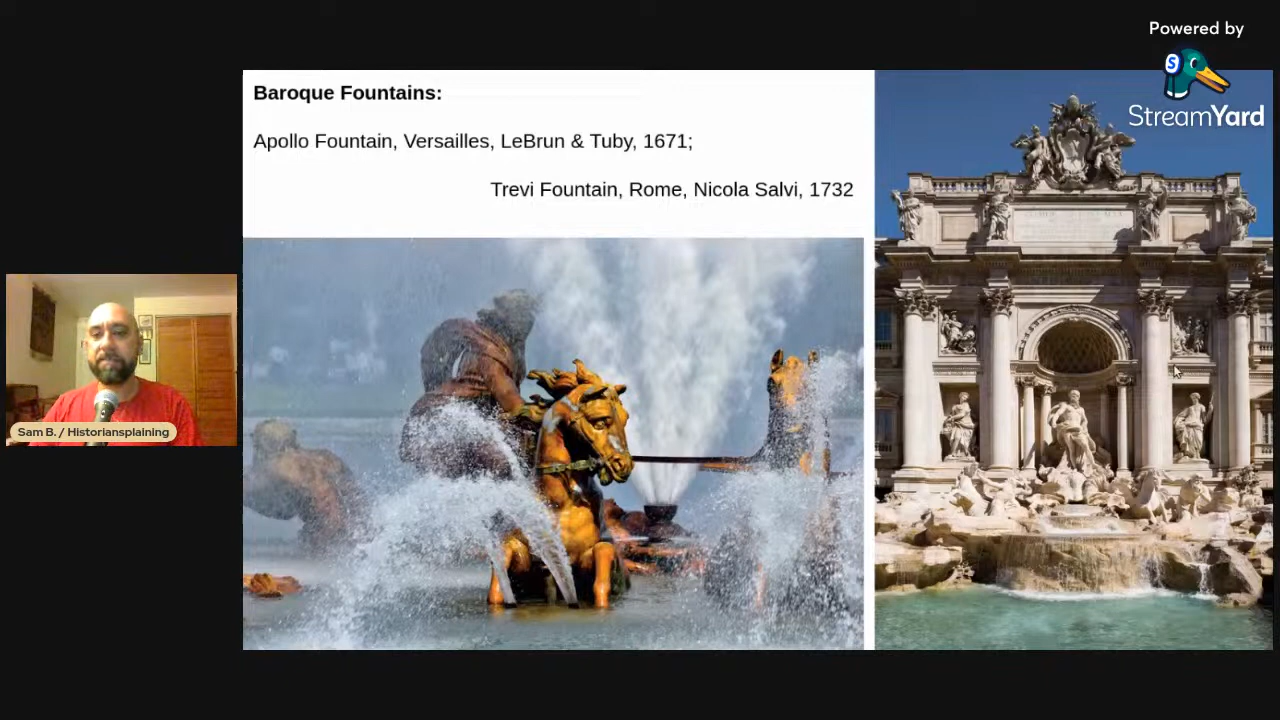 Powered by
StreamYard
Baroque Fountains:
Apollo Fountain, Versailles, LeBrun & Tuby, 1671;
Trevi Fountain, Rome, Nicola Salvi, 1732
Sam B. / Historiansplaining